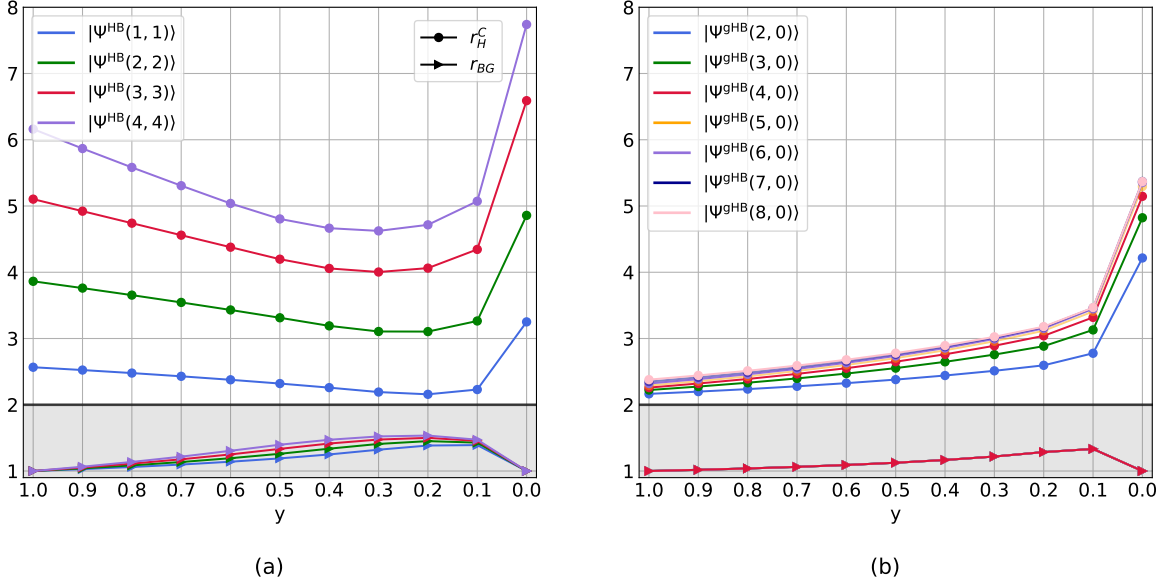 8
7
6
5
4
3
2
1
1.0 0.9 0.8 0.7 0.6 0.5 0.4 0.3 0.2 0.1 0.0
y
|Ψ^HB(1, 1)⟩
|Ψ^HB(2, 2)⟩
|Ψ^HB(3, 3)⟩
|Ψ^HB(4, 4)⟩
r_H^C
r_BG
(a)
8
7
6
5
4
3
2
1
1.0 0.9 0.8 0.7 0.6 0.5 0.4 0.3 0.2 0.1 0.0
y
|Ψ^gHB(2, 0)⟩
|Ψ^gHB(3, 0)⟩
|Ψ^gHB(4, 0)⟩
|Ψ^gHB(5, 0)⟩
|Ψ^gHB(6, 0)⟩
|Ψ^gHB(7, 0)⟩
|Ψ^gHB(8, 0)⟩
(b)